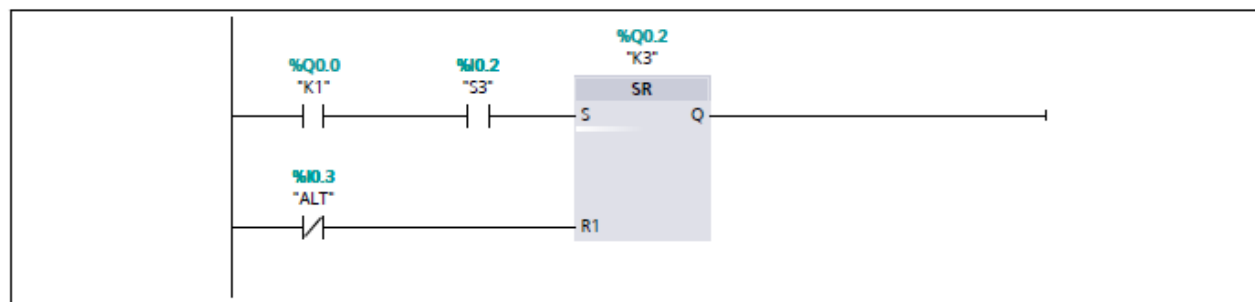 %Q0.2
"K3"
%Q0.0
"K1"
%I0.2
"S3"
SR
S
Q
%I0.3
"ALT"
R1